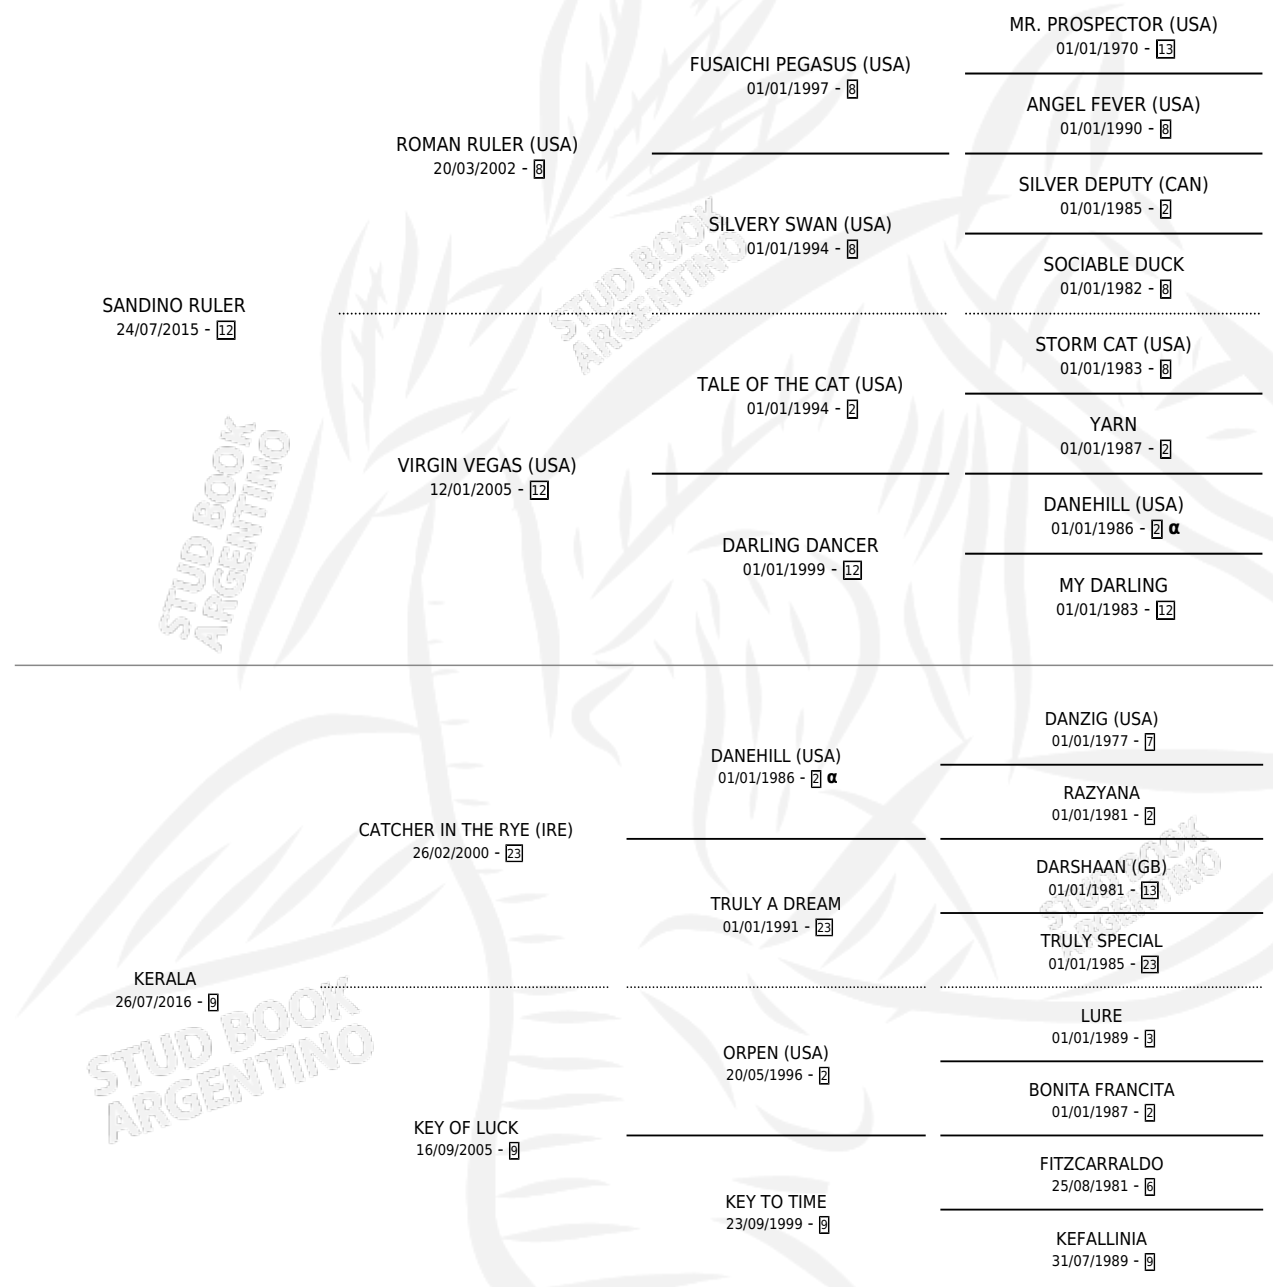 MR. PROSPECTOR (USA)
01/01/1970 - 13
FUSAICHI PEGASUS (USA)
01/01/1997 - 8
ANGEL FEVER (USA)
01/01/1990 - 8
ROMAN RULER (USA)
20/03/2002 - 8
SILVER DEPUTY (CAN)
01/01/1985 - 2
SILVERY SWAN (USA)
01/01/1994 - 8
SOCIABLE DUCK
01/01/1982 - 8
STUD BOOK
ARGENTINO
SANDINO RULER
24/07/2015 - 12
STORM CAT (USA)
01/01/1983 - 8
TALE OF THE CAT (USA)
01/01/1994 - 2
YARN
01/01/1987 - 2
VIRGIN VEGAS (USA)
12/01/2005 - 12
DANEHILL (USA)
01/01/1986 - 2 α
DARLING DANCER
01/01/1999 - 12
MY DARLING
01/01/1983 - 12
STUD BOOK
ARGENTINO
DANZIG (USA)
01/01/1977 - 7
DANEHILL (USA)
01/01/1986 - 2 α
RAZYANA
01/01/1981 - 2
CATCHER IN THE RYE (IRE)
26/02/2000 - 23
DARSHAAN (GB)
01/01/1981 - 13
TRULY A DREAM
01/01/1991 - 23
TRULY SPECIAL
01/01/1985 - 23
STUD BOOK
ARGENTINO
KERALA
26/07/2016 - 9
LURE
01/01/1989 - 3
ORPEN (USA)
20/05/1996 - 2
BONITA FRANCITA
01/01/1987 - 2
KEY OF LUCK
16/09/2005 - 9
FITZCARRALDO
25/08/1981 - 6
KEY TO TIME
23/09/1999 - 9
KEFALLINIA
31/07/1989 - 9
STUD BOOK
ARGENTINO